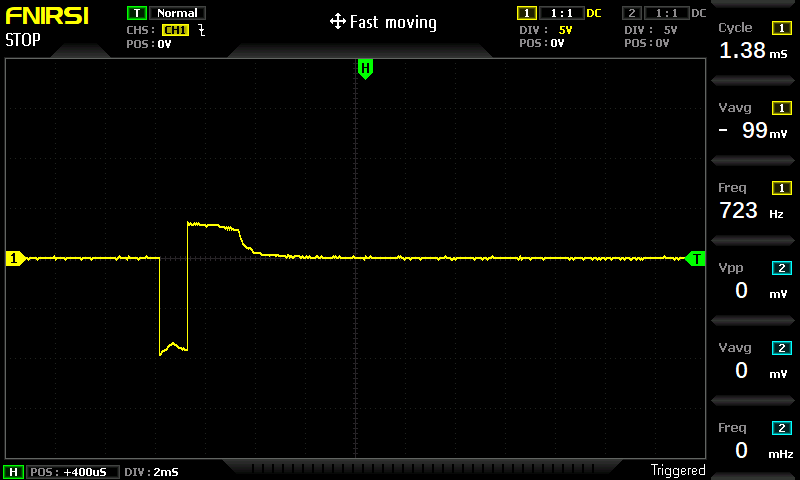 FNIRSI
STOP
T Normal
CHS: CH1
POS: 0V
Fast moving
1 1:1 DC
DIV: 5V
POS: 0V
2 1:1 DC
DIV: 5V
POS: 0V
H
1
T
Cycle 1
1.38 mS
Vavg 1
- 99 mV
Freq 1
723 Hz
Vpp 2
0 mV
Vavg 2
0 mV
Freq 2
0 mHz
H POS: +400uS DIV: 2mS
Triggered